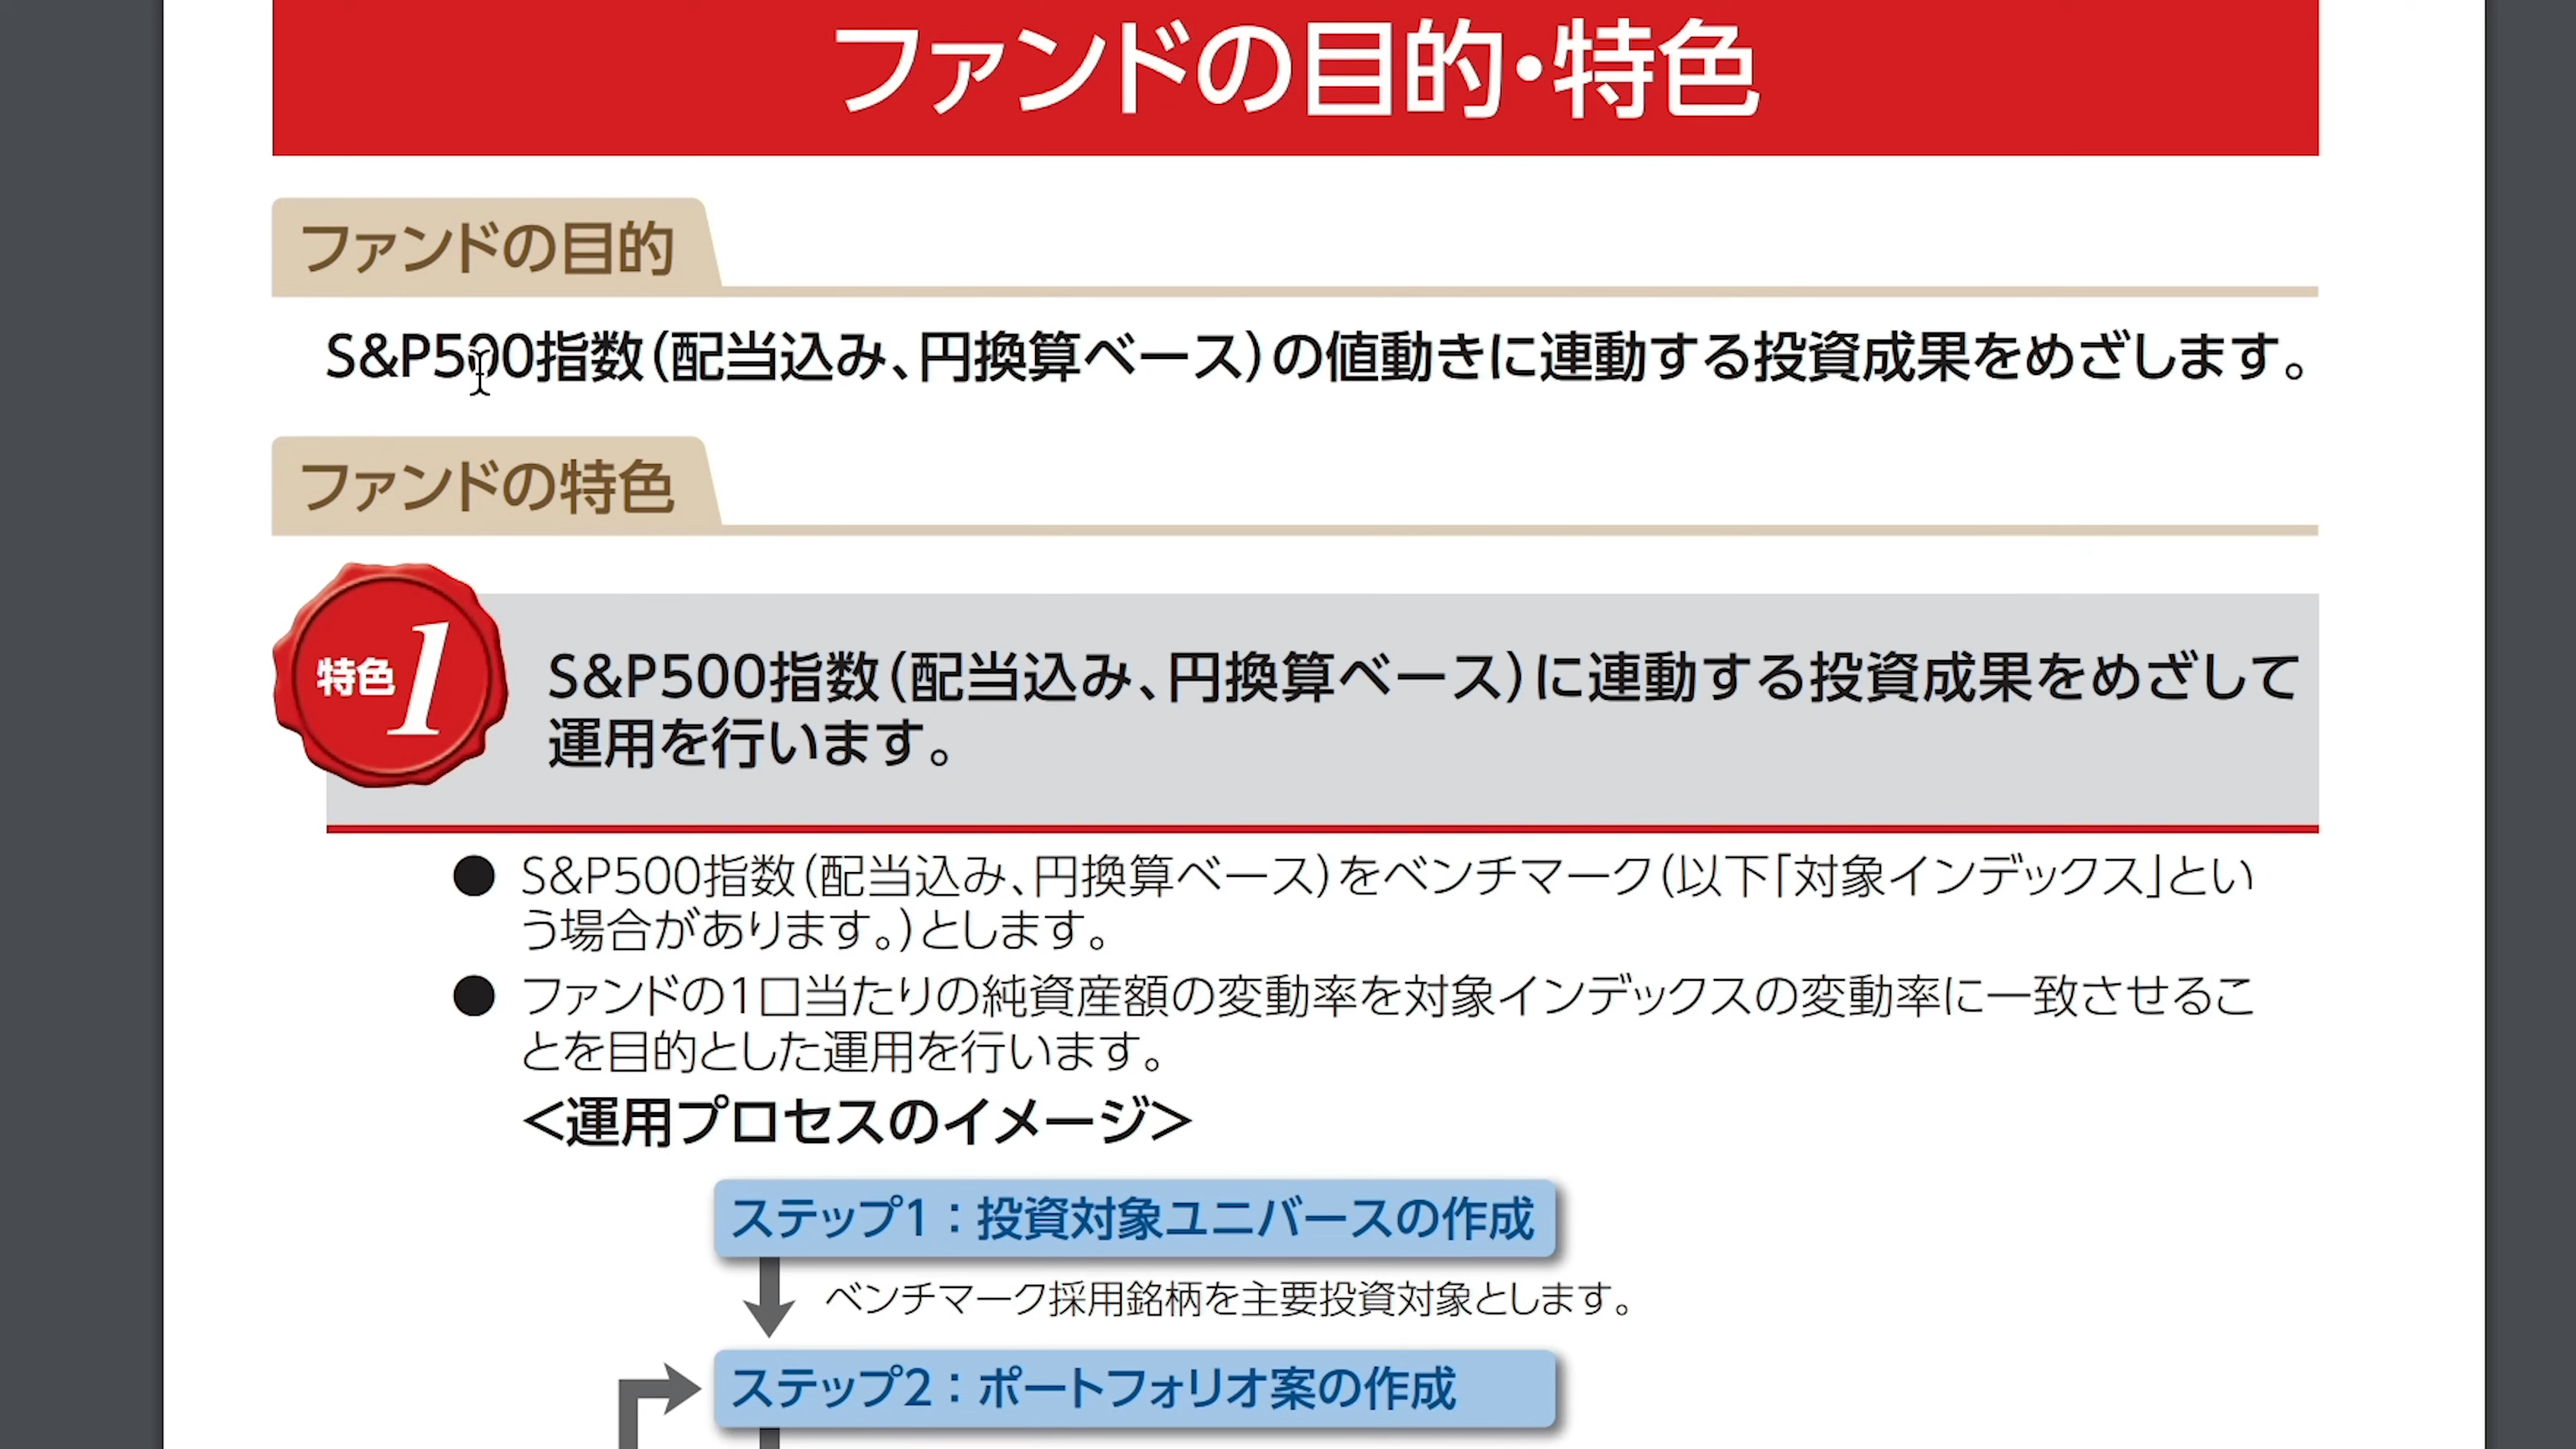 ファンドの目的・特色
ファンドの目的
S&P500指数(配当込み、円換算ベース)の値動きに連動する投資成果をめざします。
ファンドの特色
特色1
S&P500指数(配当込み、円換算ベース)に連動する投資成果をめざして
運用を行います。
● S&P500指数(配当込み、円換算ベース)をベンチマーク(以下「対象インデックス」とい
う場合があります。)とします。
● ファンドの1口当たりの純資産額の変動率を対象インデックスの変動率に一致させるこ
とを目的とした運用を行います。
<運用プロセスのイメージ>
ステップ1:投資対象ユニバースの作成
ベンチマーク採用銘柄を主要投資対象とします。
ステップ2:ポートフォリオ案の作成